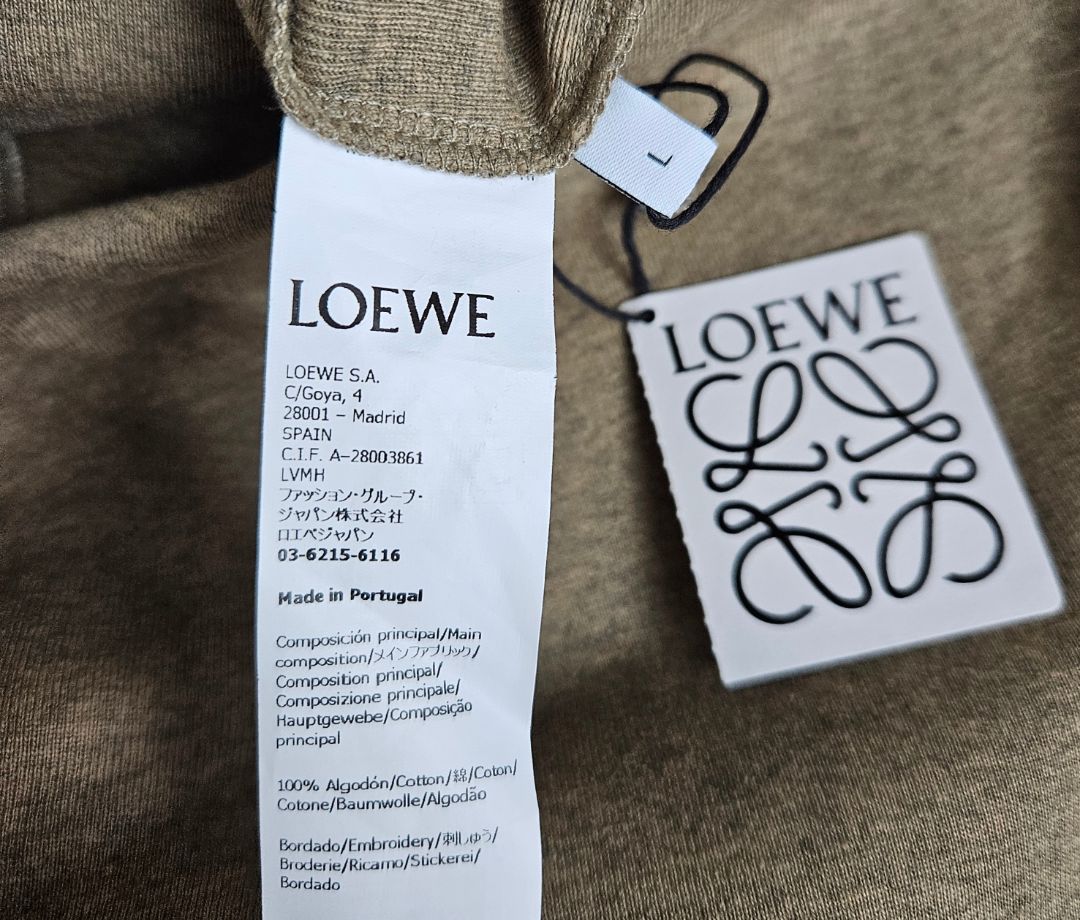 L
LOEWE
LOEWE S.A.
C/Goya, 4
28001 – Madrid
SPAIN
C.I.F. A-28003861
LVMH
ファッション・グループ・
ジャパン株式会社
ロエベジャパン
03-6215-6116
Made in Portugal
Composición principal/Main
composition/メインファブリック/
Composition principal/
Composizione principale/
Hauptgewebe/Composição
principal
100% Algodón/Cotton/綿/Coton/
Cotone/Baumwolle/Algodão
Bordado/Embroidery/刺しゅう/
Broderie/Ricamo/Stickerei/
Bordado
LOEWE